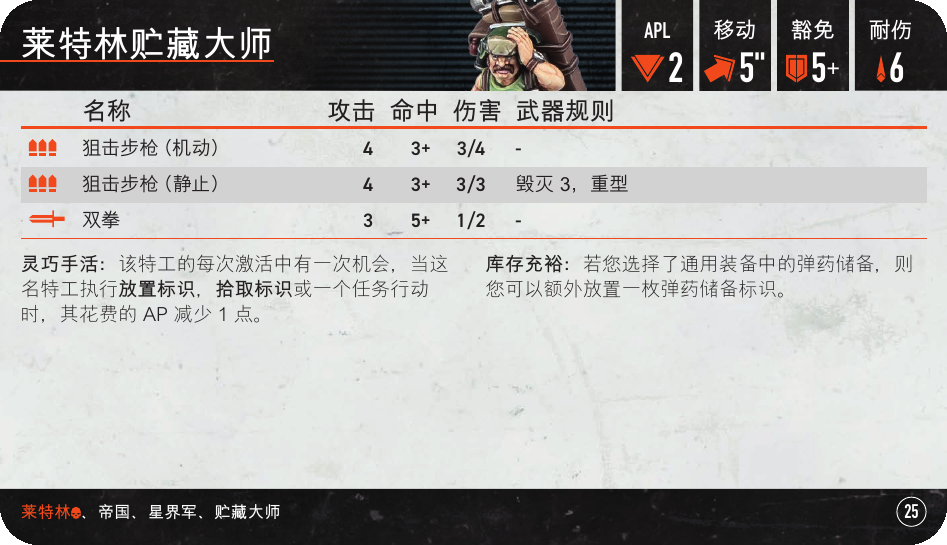 莱特林贮藏大师
APL 移动 豁免 耐伤
2 5" 5+ 6
名称 攻击 命中 伤害 武器规则
狙击步枪（机动） 4 3+ 3/4 -
狙击步枪（静止） 4 3+ 3/3 毁灭 3，重型
双拳 3 5+ 1/2 -
灵巧手活：该特工的每次激活中有一次机会，当这
名特工执行放置标识，拾取标识或一个任务行动
时，其花费的 AP 减少 1 点。
库存充裕：若您选择了通用装备中的弹药储备，则
您可以额外放置一枚弹药储备标识。
莱特林、帝国、星界军、贮藏大师
25